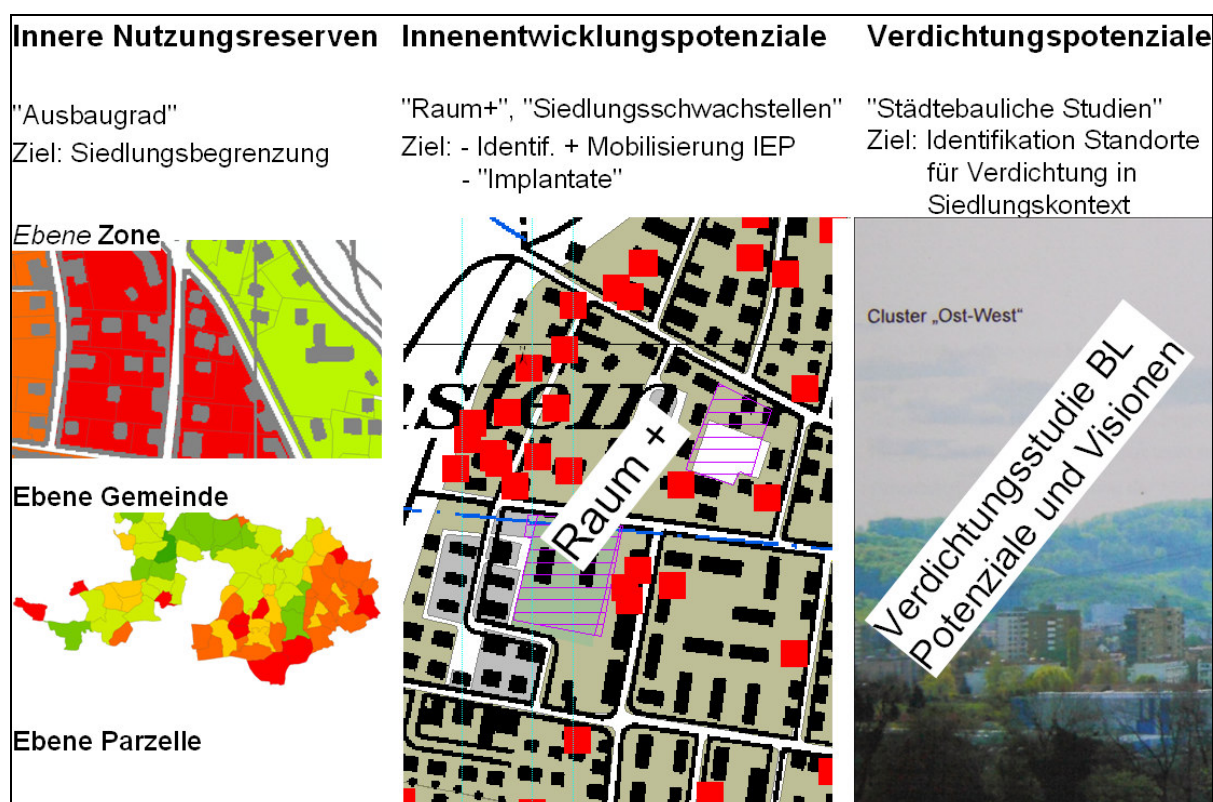 Innere Nutzungsreserven
"Ausbaugrad"
Ziel: Siedlungsbegrenzung
Ebene Zone
Ebene Gemeinde
Ebene Parzelle
Innenentwicklungspotenziale
"Raum+", "Siedlungsschwachstellen"
Ziel: - Identif. + Mobilisierung IEP
- "Implantate"
stein
Raum +
Verdichtungspotenziale
"Städtebauliche Studien"
Ziel: Identifikation Standorte
für Verdichtung in
Siedlungskontext
Cluster „Ost-West“
Verdichtungsstudie BL
Potenziale und Visionen